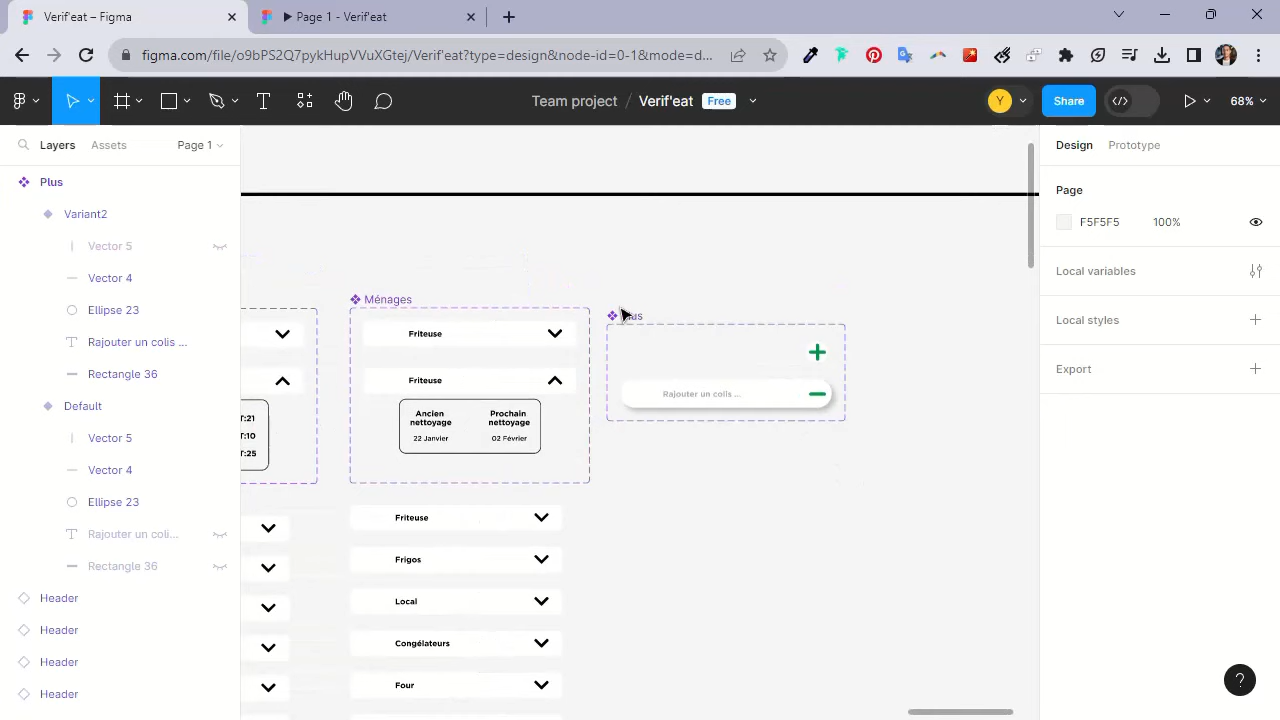 Verif'eat – Figma
Page 1 - Verif'eat
figma.com/file/o9bPS2Q7pykHupVVuXGtej/Verif'eat?type=design&node-id=0-1&mode=d...
Team project / Verif'eat Free
Share
68%
Layers Assets Page 1
Design Prototype
Plus
Variant2
Vector 5
Vector 4
Ellipse 23
Rajouter un colis ...
Rectangle 36
Default
Vector 5
Vector 4
Ellipse 23
Rajouter un coli...
Rectangle 36
Header
Header
Header
Header
T:21
T:10
T:25
Ménages
Friteuse
Friteuse
Ancien nettoyage
Prochain nettoyage
22 Janvier
02 Février
Friteuse
Frigos
Local
Congélateurs
Four
Rajouter un colis ...
Page
F5F5F5 100%
Local variables
Local styles
Export
Y
?